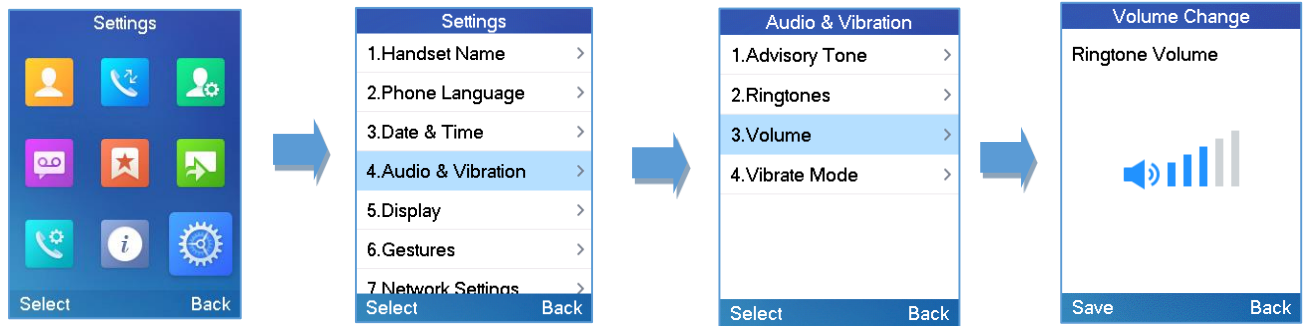 Settings
Select Back
Settings
1.Handset Name
2.Phone Language
3.Date & Time
4.Audio & Vibration
5.Display
6.Gestures
7.Network Settings
Select Back
Audio & Vibration
1.Advisory Tone
2.Ringtones
3.Volume
4.Vibrate Mode
Select Back
Volume Change
Ringtone Volume
Save Back